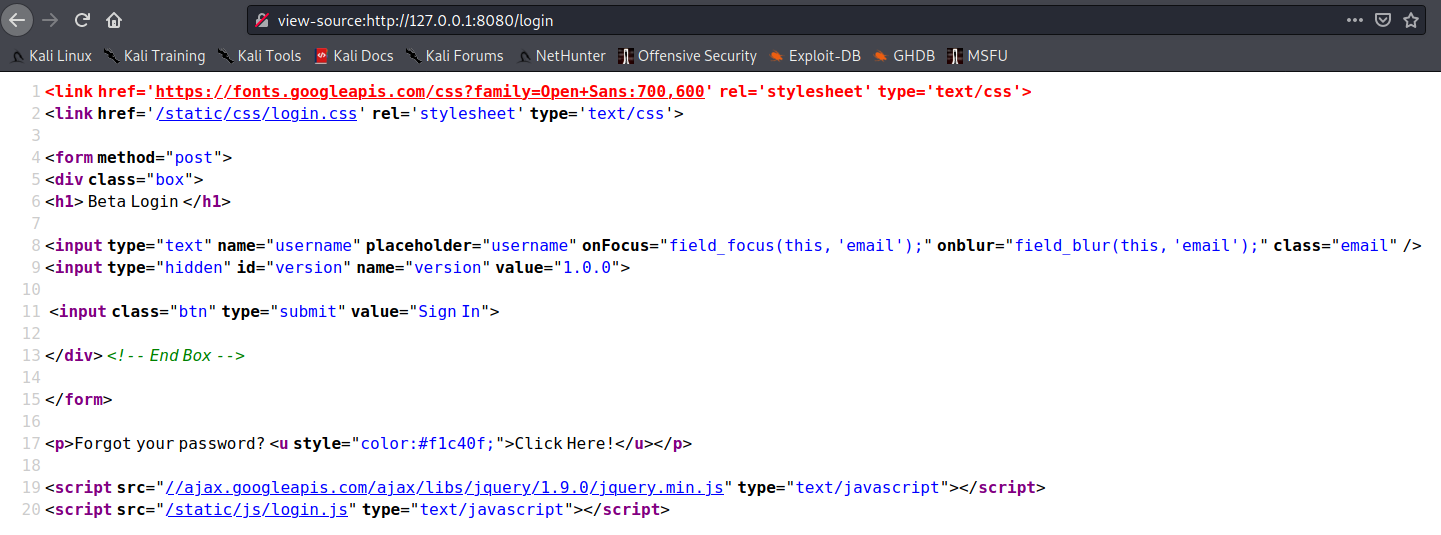 view-source:http://127.0.0.1:8080/login
Kali Linux Kali Training Kali Tools Kali Docs Kali Forums NetHunter Offensive Security Exploit-DB GHDB MSFU
1 <link href='https://fonts.googleapis.com/css?family=Open+Sans:700,600' rel='stylesheet' type='text/css'>
2 <link href='/static/css/login.css' rel='stylesheet' type='text/css'>
3
4 <form method="post">
5 <div class="box">
6 <h1> Beta Login </h1>
7
8 <input type="text" name="username" placeholder="username" onFocus="field_focus(this, 'email');" onblur="field_blur(this, 'email');" class="email" />
9 <input type="hidden" id="version" name="version" value="1.0.0">
10
11 <input class="btn" type="submit" value="Sign In">
12
13 </div> <!-- End Box -->
14
15 </form>
16
17 <p>Forgot your password? <u style="color:#f1c40f;">Click Here!</u></p>
18
19 <script src="//ajax.googleapis.com/ajax/libs/jquery/1.9.0/jquery.min.js" type="text/javascript"></script>
20 <script src="/static/js/login.js" type="text/javascript"></script>